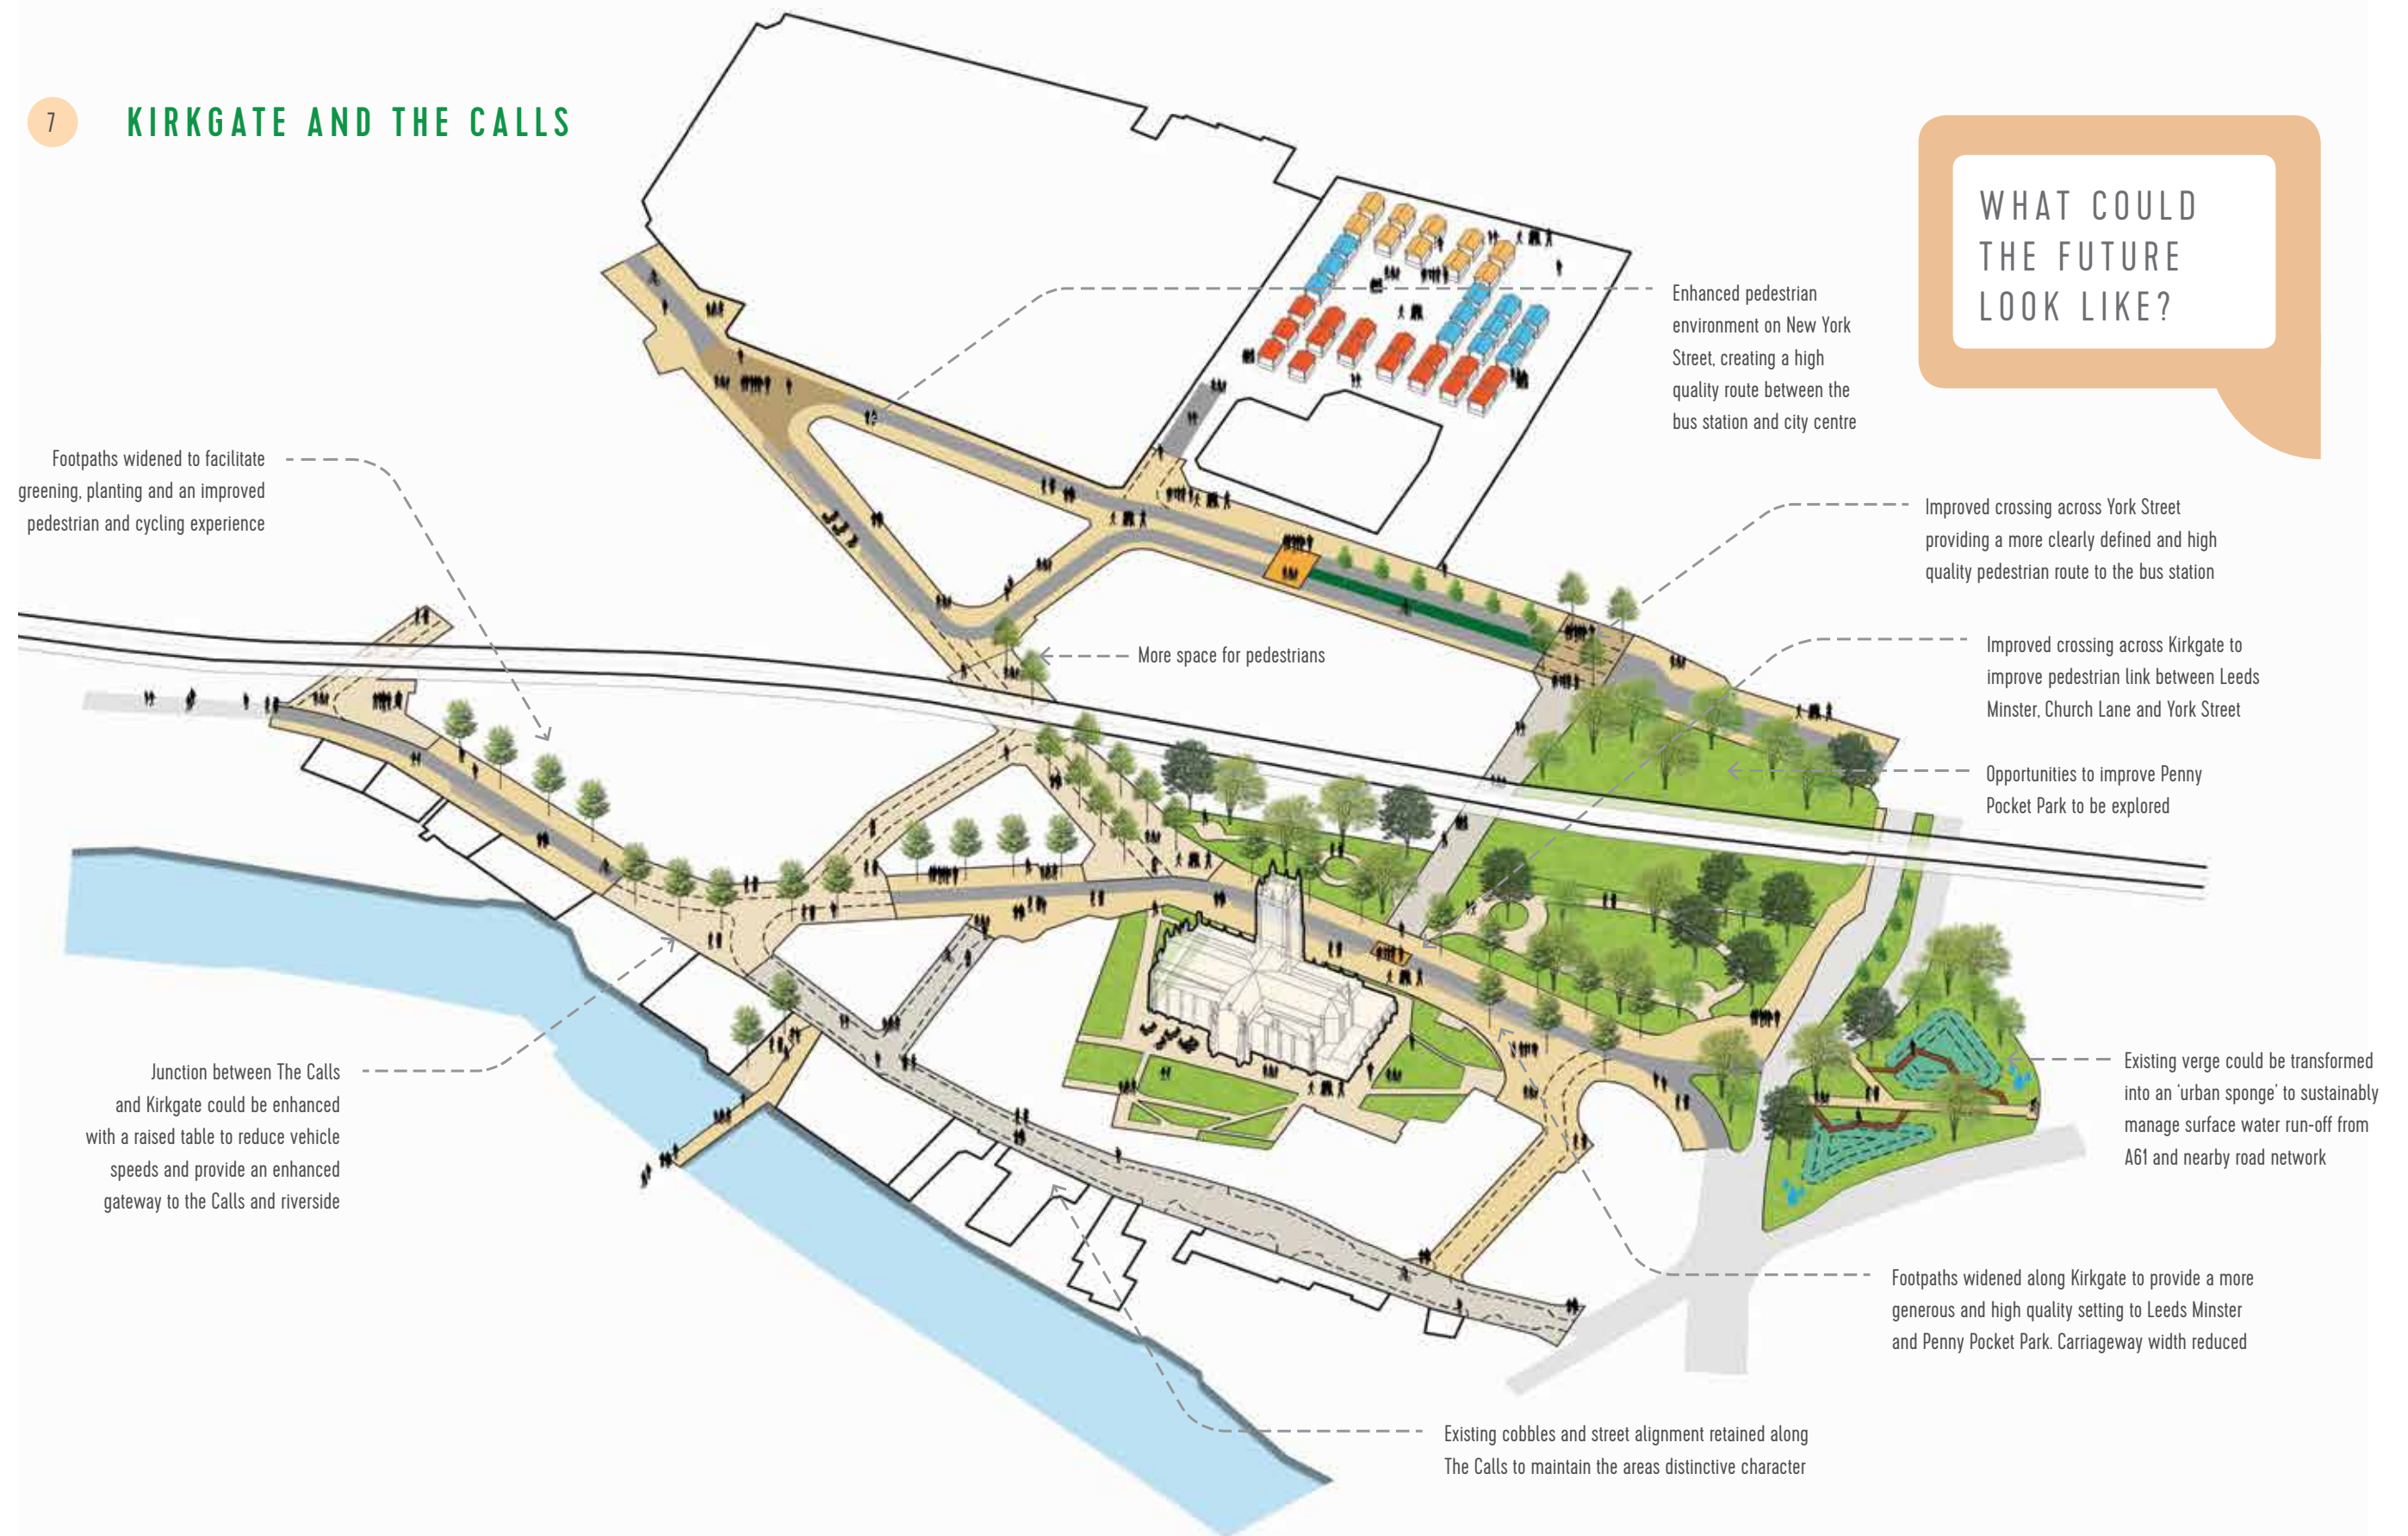 7
KIRKGATE AND THE CALLS
WHAT COULD
THE FUTURE
LOOK LIKE?
Enhanced pedestrian
environment on New York
Street, creating a high
quality route between the
bus station and city centre
Footpaths widened to facilitate
greening, planting and an improved
pedestrian and cycling experience
Improved crossing across York Street
providing a more clearly defined and high
quality pedestrian route to the bus station
More space for pedestrians
Improved crossing across Kirkgate to
improve pedestrian link between Leeds
Minster, Church Lane and York Street
Opportunities to improve Penny
Pocket Park to be explored
Junction between The Calls
and Kirkgate could be enhanced
with a raised table to reduce vehicle
speeds and provide an enhanced
gateway to the Calls and riverside
Existing verge could be transformed
into an ‘urban sponge’ to sustainably
manage surface water run-off from
A61 and nearby road network
Footpaths widened along Kirkgate to provide a more
generous and high quality setting to Leeds Minster
and Penny Pocket Park. Carriageway width reduced
Existing cobbles and street alignment retained along
The Calls to maintain the areas distinctive character